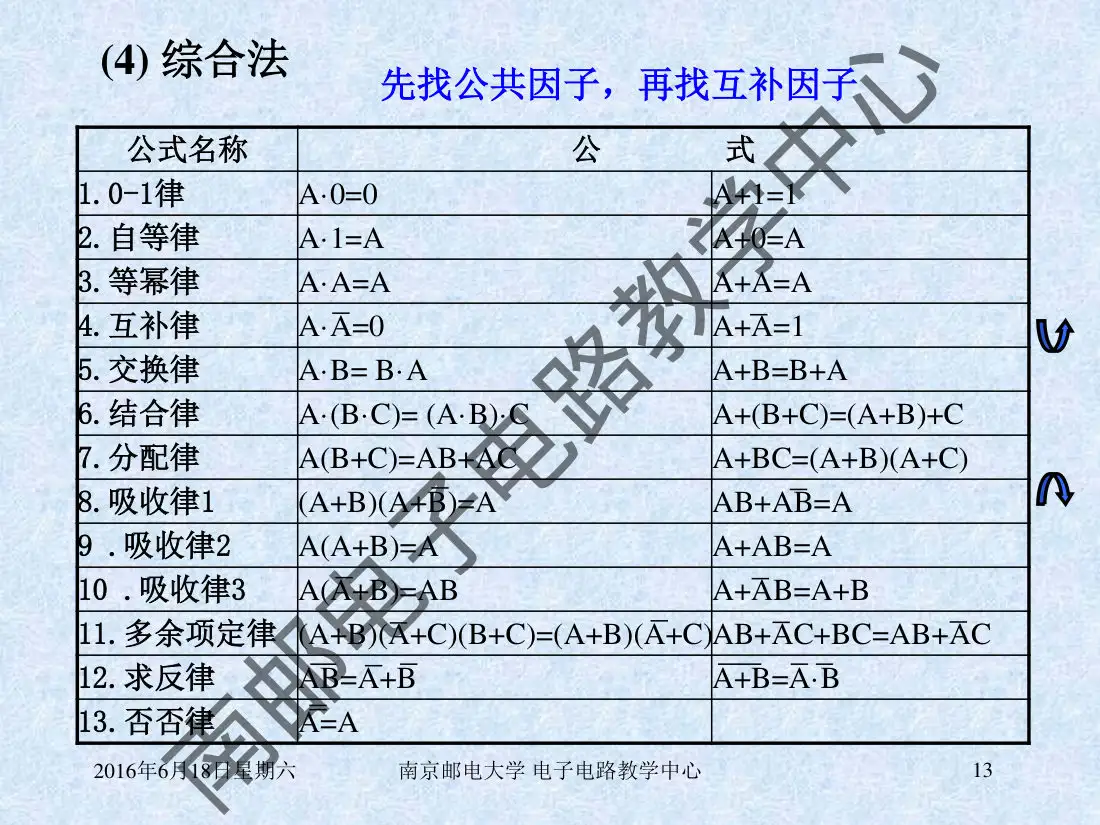 (4) 综合法
先找公共因子，再找互补因子
公式名称 公 式
1.0-1律 A·0=0 A+1=1
2.自等律 A·1=A A+0=A
3.等幂律 A·A=A A+A=A
4.互补律 A·A̅=0 A+A̅=1
5.交换律 A·B= B·A A+B=B+A
6.结合律 A·(B·C)= (A·B)·C A+(B+C)=(A+B)+C
7.分配律 A(B+C)=AB+AC A+BC=(A+B)(A+C)
8.吸收律1 (A+B)(A+B̅)=A AB+AB̅=A
9 .吸收律2 A(A+B)=A A+AB=A
10 .吸收律3 A(A̅+B)=AB A+A̅B=A+B
11.多余项定律 (A+B)(A̅+C)(B+C)=(A+B)(A̅+C) AB+A̅C+BC=AB+A̅C
12.求反律 A̅B̅=A̅+B̅ A̅+̅B̅=A̅·B̅
13.否否律 A̿=A
南邮电子电路教学中心
2016年6月18日星期六 南京邮电大学 电子电路教学中心 13